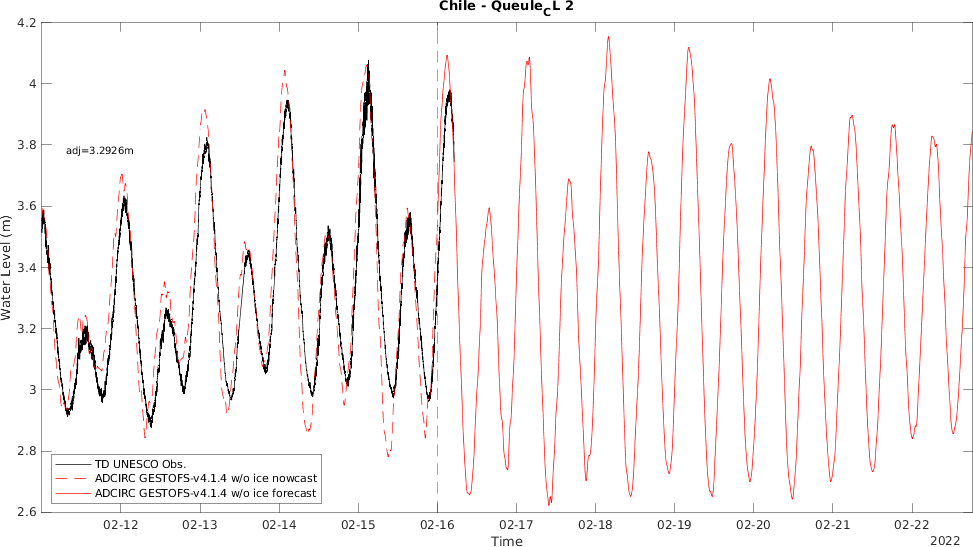 Chile - Queule_CL 2
4.2
4
3.8
adj=3.2926m
3.6
3.4
3.2
3
2.8
2.6
Water Level (m)
TD UNESCO Obs.
ADCIRC GESTOFS-v4.1.4 w/o ice nowcast
ADCIRC GESTOFS-v4.1.4 w/o ice forecast
02-12 02-13 02-14 02-15 02-16 02-17 02-18 02-19 02-20 02-21 02-22
Time
2022